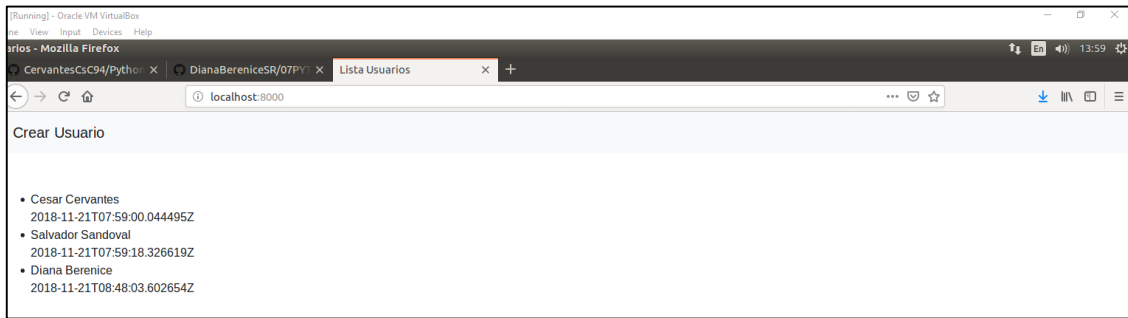 [Running] - Oracle VM VirtualBox
ne View Input Devices Help
arios - Mozilla Firefox
En 13:59
CervantesCsC94/Python
DianaBereniceSR/07PYT
Lista Usuarios
localhost:8000
Crear Usuario
• Cesar Cervantes
2018-11-21T07:59:00.044495Z
• Salvador Sandoval
2018-11-21T07:59:18.326619Z
• Diana Berenice
2018-11-21T08:48:03.602654Z